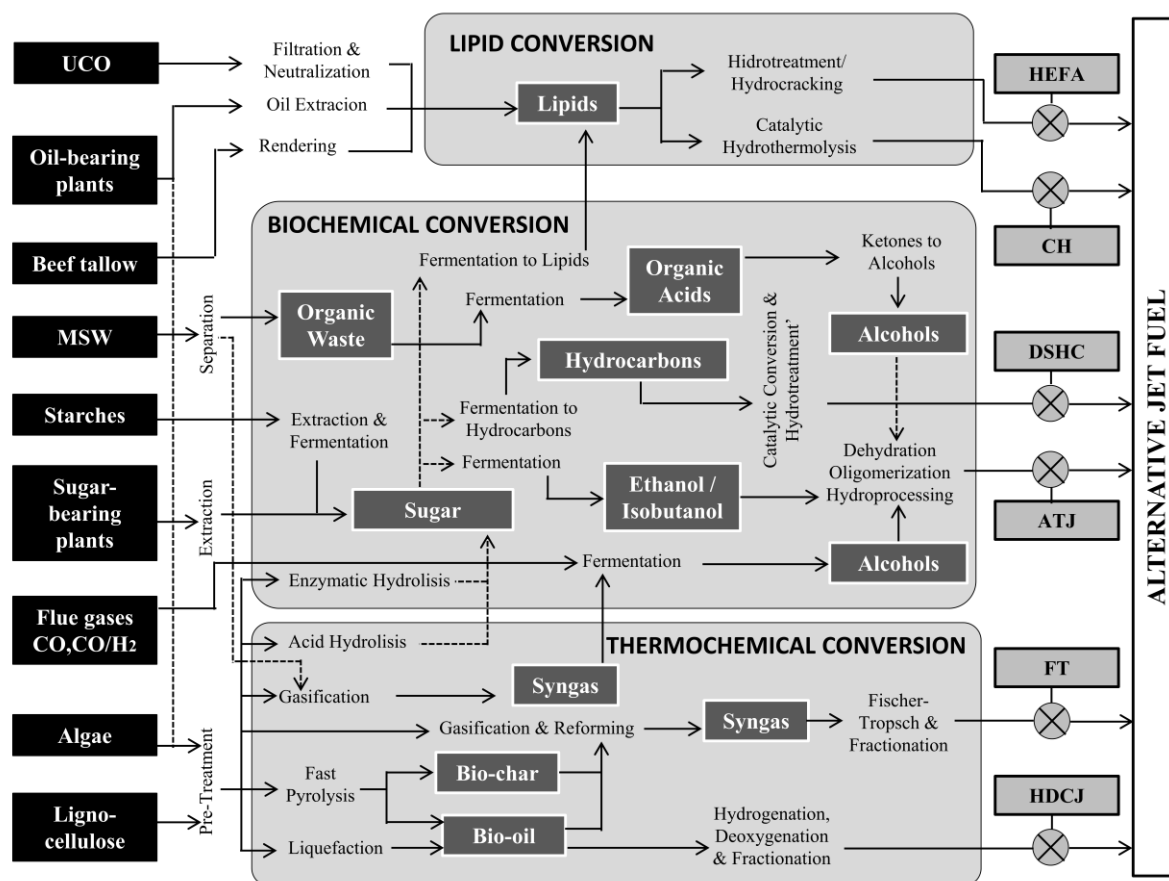 UCO
Oil-bearing
plants
Beef tallow
MSW
Starches
Sugar-
bearing
plants
Flue gases
CO,CO/H2
Algae
Ligno-
cellulose
Separation
Extraction
Pre-Treatment
Filtration &
Neutralization
Oil Extracion
Rendering
LIPID CONVERSION
Lipids
Hidrotreatment/
Hydrocracking
Catalytic
Hydrothermolysis
BIOCHEMICAL CONVERSION
Fermentation to Lipids
Organic
Waste
Fermentation
Organic
Acids
Ketones to
Alcohols
Alcohols
Hydrocarbons
Fermentation to
Hydrocarbons
Catalytic Conversion &
Hydrotreatment’
Extraction &
Fermentation
Fermentation
Sugar
Ethanol /
Isobutanol
Dehydration
Oligomerization
Hydroprocessing
Fermentation
Alcohols
Enzymatic Hydrolisis
THERMOCHEMICAL CONVERSION
Acid Hydrolisis
Gasification
Syngas
Gasification & Reforming
Syngas
Fischer-
Tropsch &
Fractionation
Fast
Pyrolysis
Bio-char
Bio-oil
Liquefaction
Hydrogenation,
Deoxygenation
& Fractionation
HEFA
CH
DSHC
ATJ
FT
HDCJ
ALTERNATIVE JET FUEL